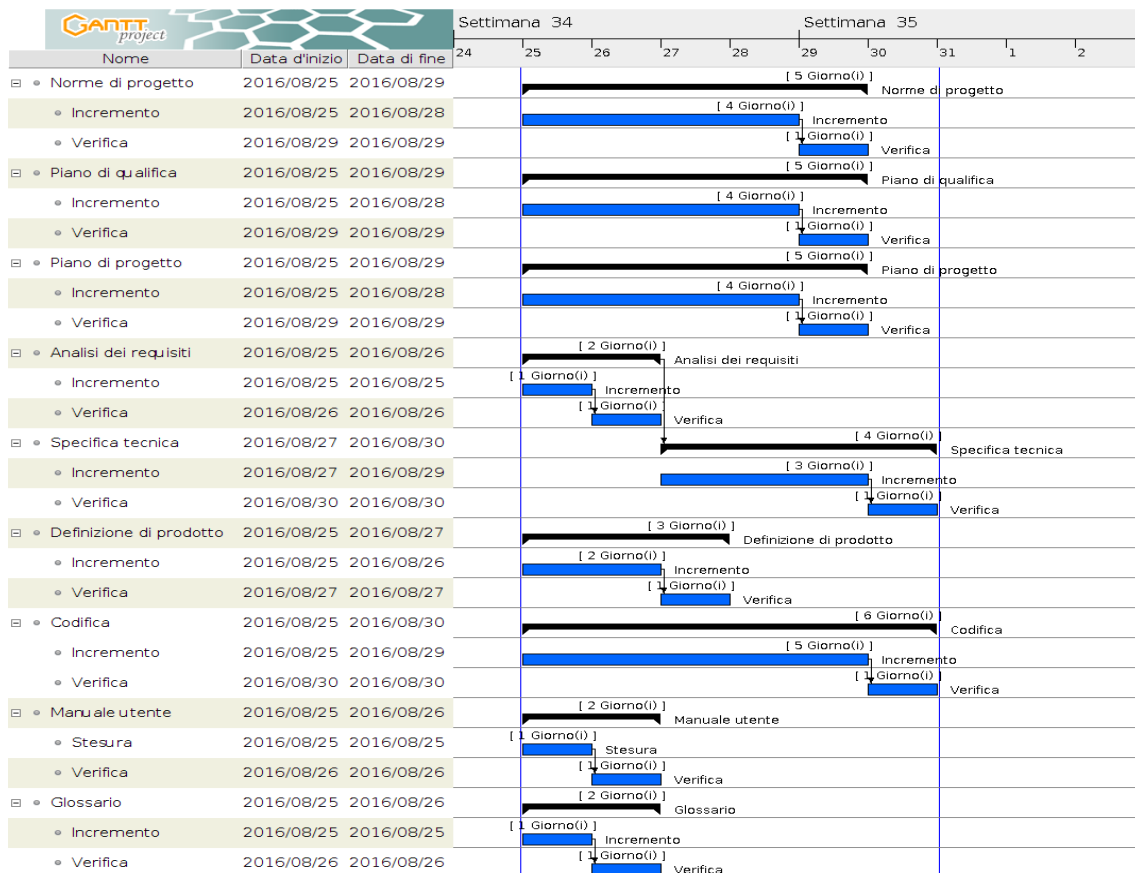 GANTT project
Settimana 34 Settimana 35
24 25 26 27 28 29 30 31 1 2
Nome Data d'inizio Data di fine
Norme di progetto 2016/08/25 2016/08/29 [ 5 Giorno(i) ] Norme di progetto
Incremento 2016/08/25 2016/08/28 [ 4 Giorno(i) ] Incremento
Verifica 2016/08/29 2016/08/29 [ 1 Giorno(i) ] Verifica
Piano di qualifica 2016/08/25 2016/08/29 [ 5 Giorno(i) ] Piano di qualifica
Incremento 2016/08/25 2016/08/28 [ 4 Giorno(i) ] Incremento
Verifica 2016/08/29 2016/08/29 [ 1 Giorno(i) ] Verifica
Piano di progetto 2016/08/25 2016/08/29 [ 5 Giorno(i) ] Piano di progetto
Incremento 2016/08/25 2016/08/28 [ 4 Giorno(i) ] Incremento
Verifica 2016/08/29 2016/08/29 [ 1 Giorno(i) ] Verifica
Analisi dei requisiti 2016/08/25 2016/08/26 [ 2 Giorno(i) ] Analisi dei requisiti
Incremento 2016/08/25 2016/08/25 [ 1 Giorno(i) ] Incremento
Verifica 2016/08/26 2016/08/26 [ 1 Giorno(i) ] Verifica
Specifica tecnica 2016/08/27 2016/08/30 [ 4 Giorno(i) ] Specifica tecnica
Incremento 2016/08/27 2016/08/29 [ 3 Giorno(i) ] Incremento
Verifica 2016/08/30 2016/08/30 [ 1 Giorno(i) ] Verifica
Definizione di prodotto 2016/08/25 2016/08/27 [ 3 Giorno(i) ] Definizione di prodotto
Incremento 2016/08/25 2016/08/26 [ 2 Giorno(i) ] Incremento
Verifica 2016/08/27 2016/08/27 [ 1 Giorno(i) ] Verifica
Codifica 2016/08/25 2016/08/30 [ 6 Giorno(i) ] Codifica
Incremento 2016/08/25 2016/08/29 [ 5 Giorno(i) ] Incremento
Verifica 2016/08/30 2016/08/30 [ 1 Giorno(i) ] Verifica
Manuale utente 2016/08/25 2016/08/26 [ 2 Giorno(i) ] Manuale utente
Stesura 2016/08/25 2016/08/25 [ 1 Giorno(i) ] Stesura
Verifica 2016/08/26 2016/08/26 [ 1 Giorno(i) ] Verifica
Glossario 2016/08/25 2016/08/26 [ 2 Giorno(i) ] Glossario
Incremento 2016/08/25 2016/08/25 [ 1 Giorno(i) ] Incremento
Verifica 2016/08/26 2016/08/26 [ 1 Giorno(i) ] Verifica